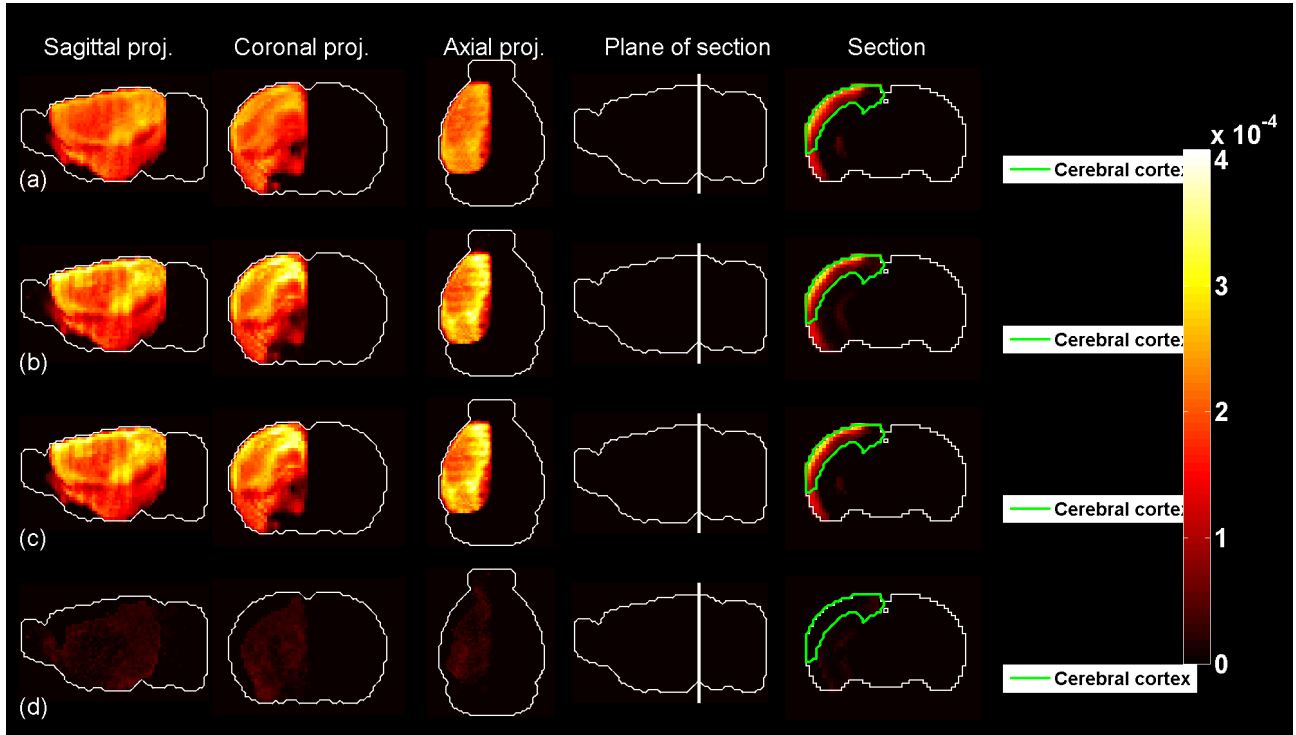 Sagittal proj. Coronal proj. Axial proj. Plane of section Section
x 10-4
(a) Cerebral cortex 4
3
(b) Cerebral cortex
2
(c) Cerebral cortex
1
0
(d) Cerebral cortex